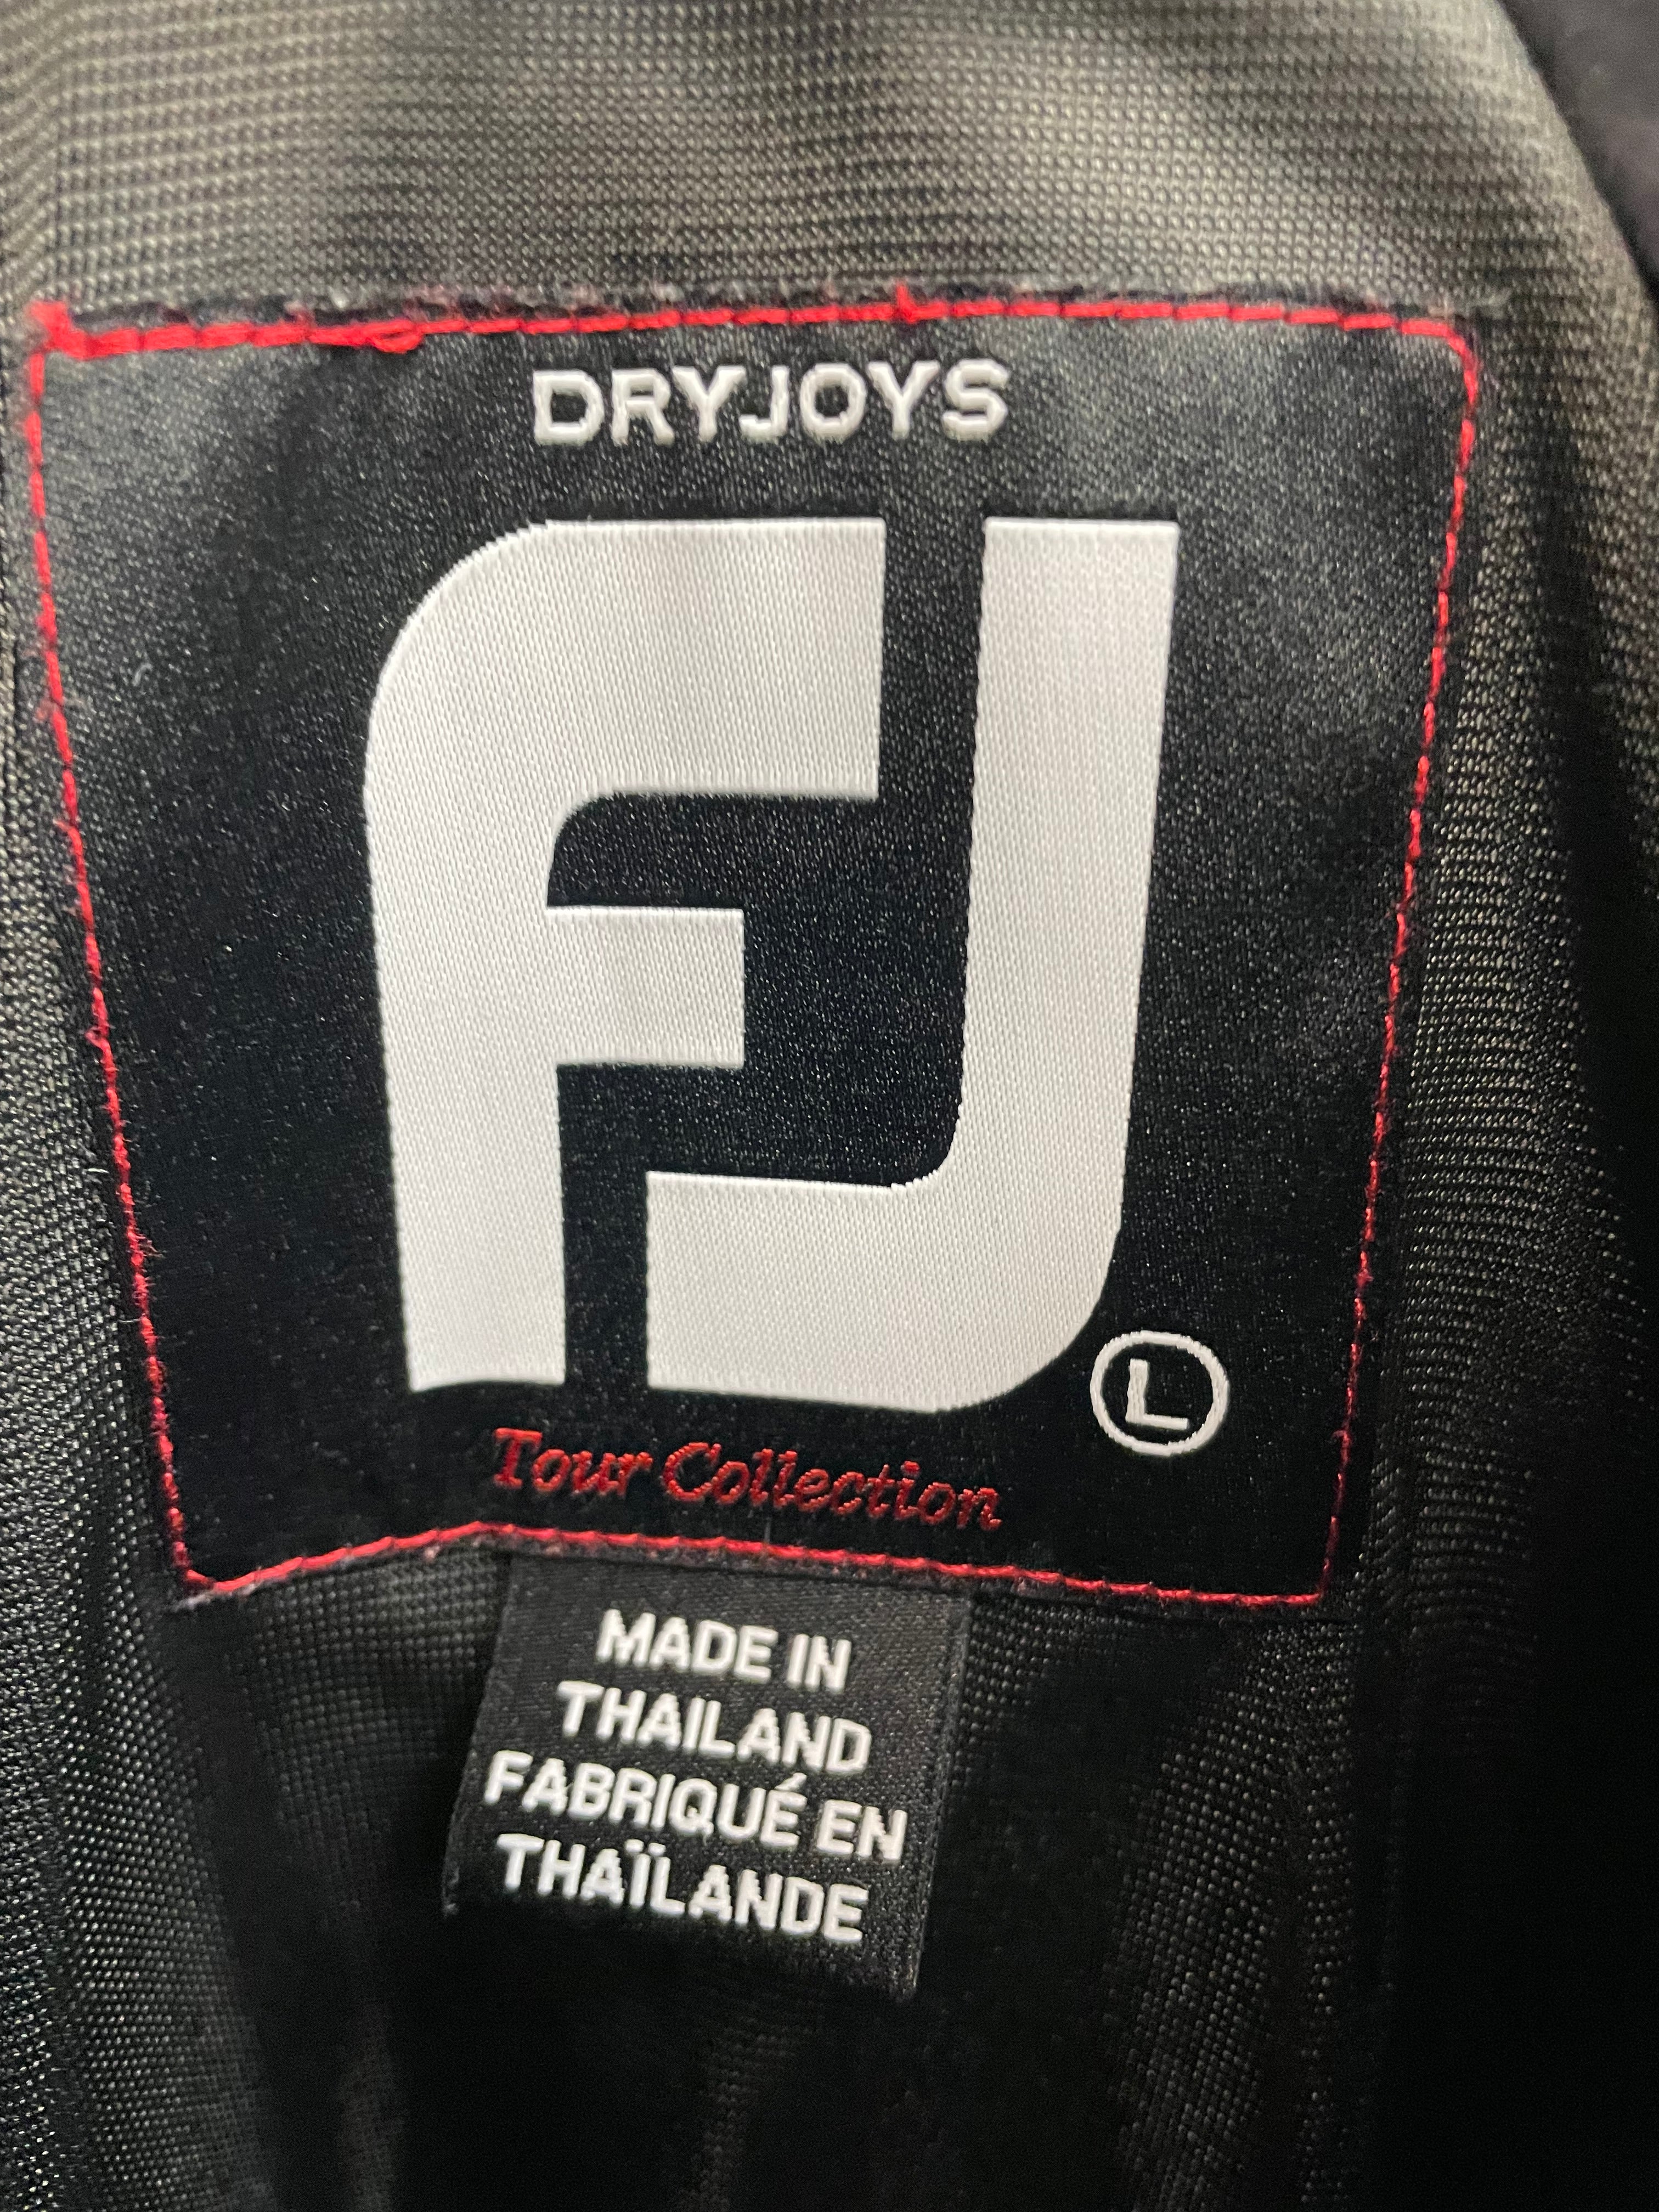 DRYJOYS
FJ
L
Tour Collection
MADE IN
THAILAND
FABRIQUÉ EN
THAÏLANDE